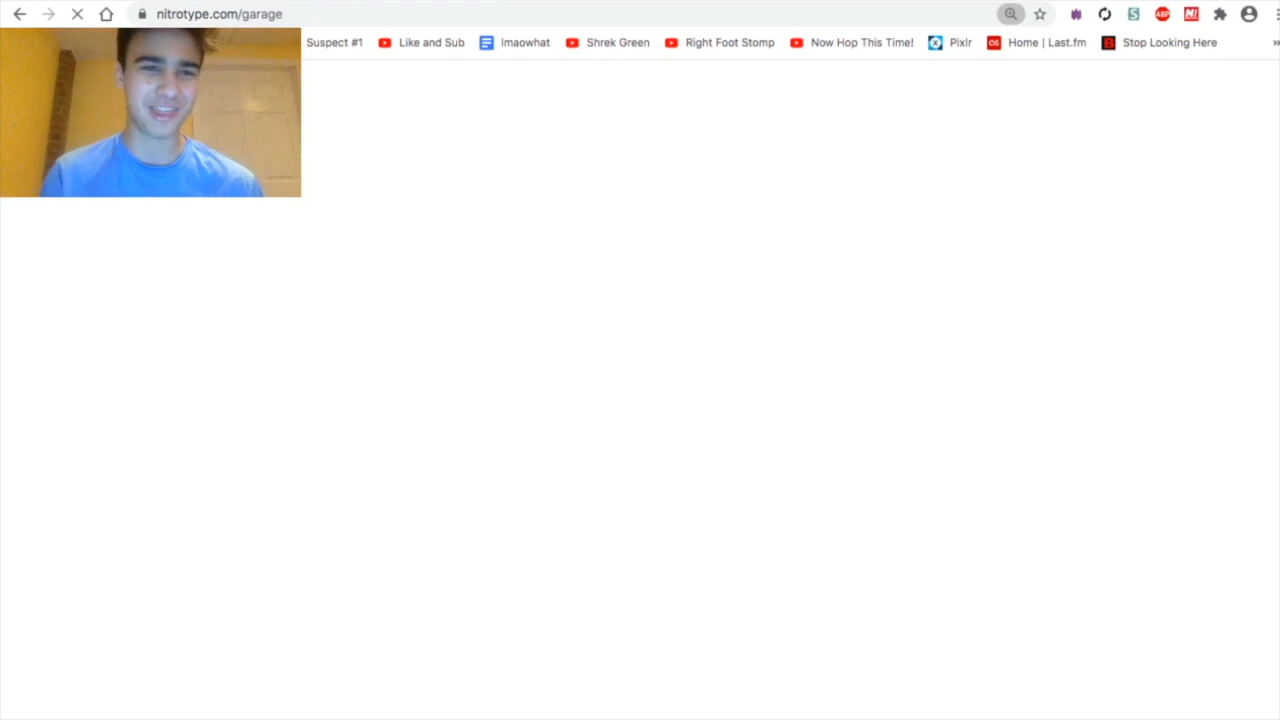 nitrotype.com/garage
ABP
N!
Suspect #1 Like and Sub lmaowhat Shrek Green Right Foot Stomp Now Hop This Time! Pixlr Home | Last.fm Stop Looking Here »